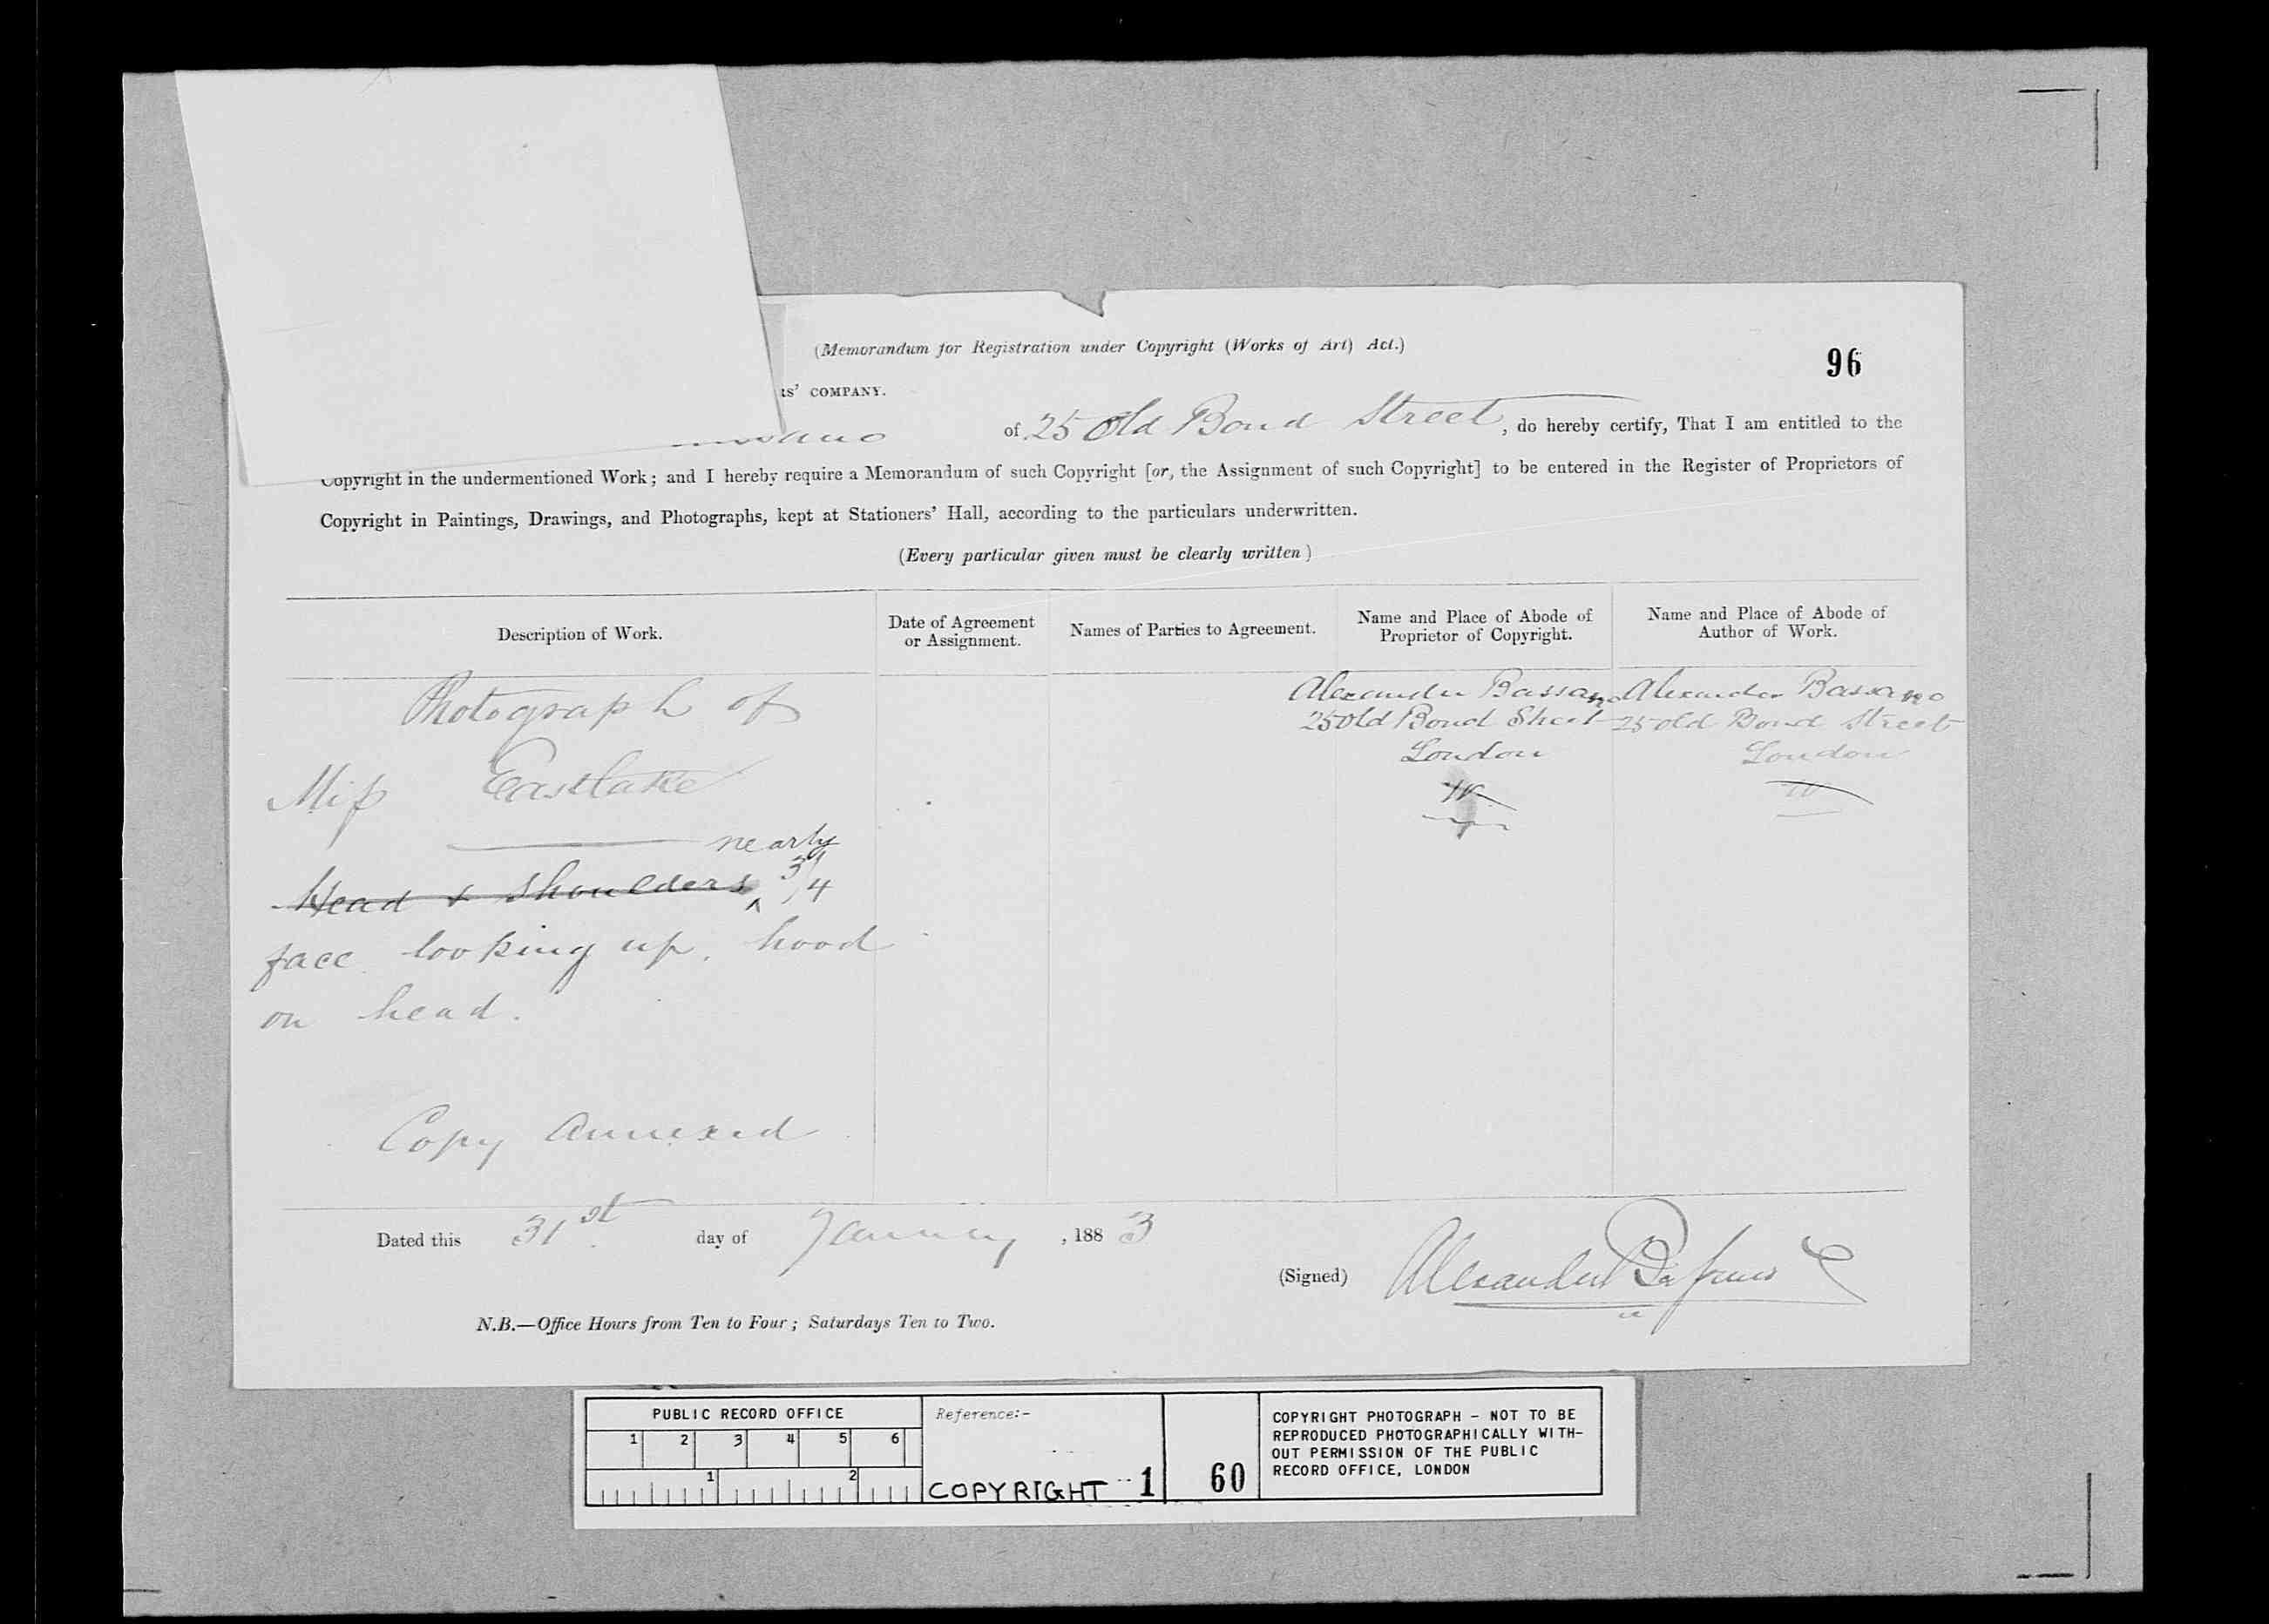 (Memorandum for Registration under Copyright (Works of Art) Act.)
96
COMPANY.
of 25 Old Bond Street, do hereby certify, That I am entitled to the
Copyright in the undermentioned Work; and I hereby require a Memorandum of such Copyright [or, the Assignment of such Copyright] to be entered in the Register of Proprietors of
Copyright in Paintings, Drawings, and Photographs, kept at Stationers' Hall, according to the particulars underwritten.
(Every particular given must be clearly written)
Description of Work.
Date of Agreement
or Assignment.
Names of Parties to Agreement.
Name and Place of Abode of
Proprietor of Copyright.
Name and Place of Abode of
Author of Work.
Photograph of
Miss Eastlake
nearly
Head & Shoulders 3/4
face looking up, hood
on head.
Copy annexed
Alexander Bassano
25 Old Bond Street
London
W
Alexander Bassano
25 Old Bond Street
London
W
Dated this 31st day of January, 1883
(Signed) Alexander Bassano
N.B.—Office Hours from Ten to Four; Saturdays Ten to Two.
PUBLIC RECORD OFFICE
1 2 3 4 5 6
1 2
Reference:-
COPYRIGHT 1
60
COPYRIGHT PHOTOGRAPH - NOT TO BE
REPRODUCED PHOTOGRAPHICALLY WITH-
OUT PERMISSION OF THE PUBLIC
RECORD OFFICE, LONDON